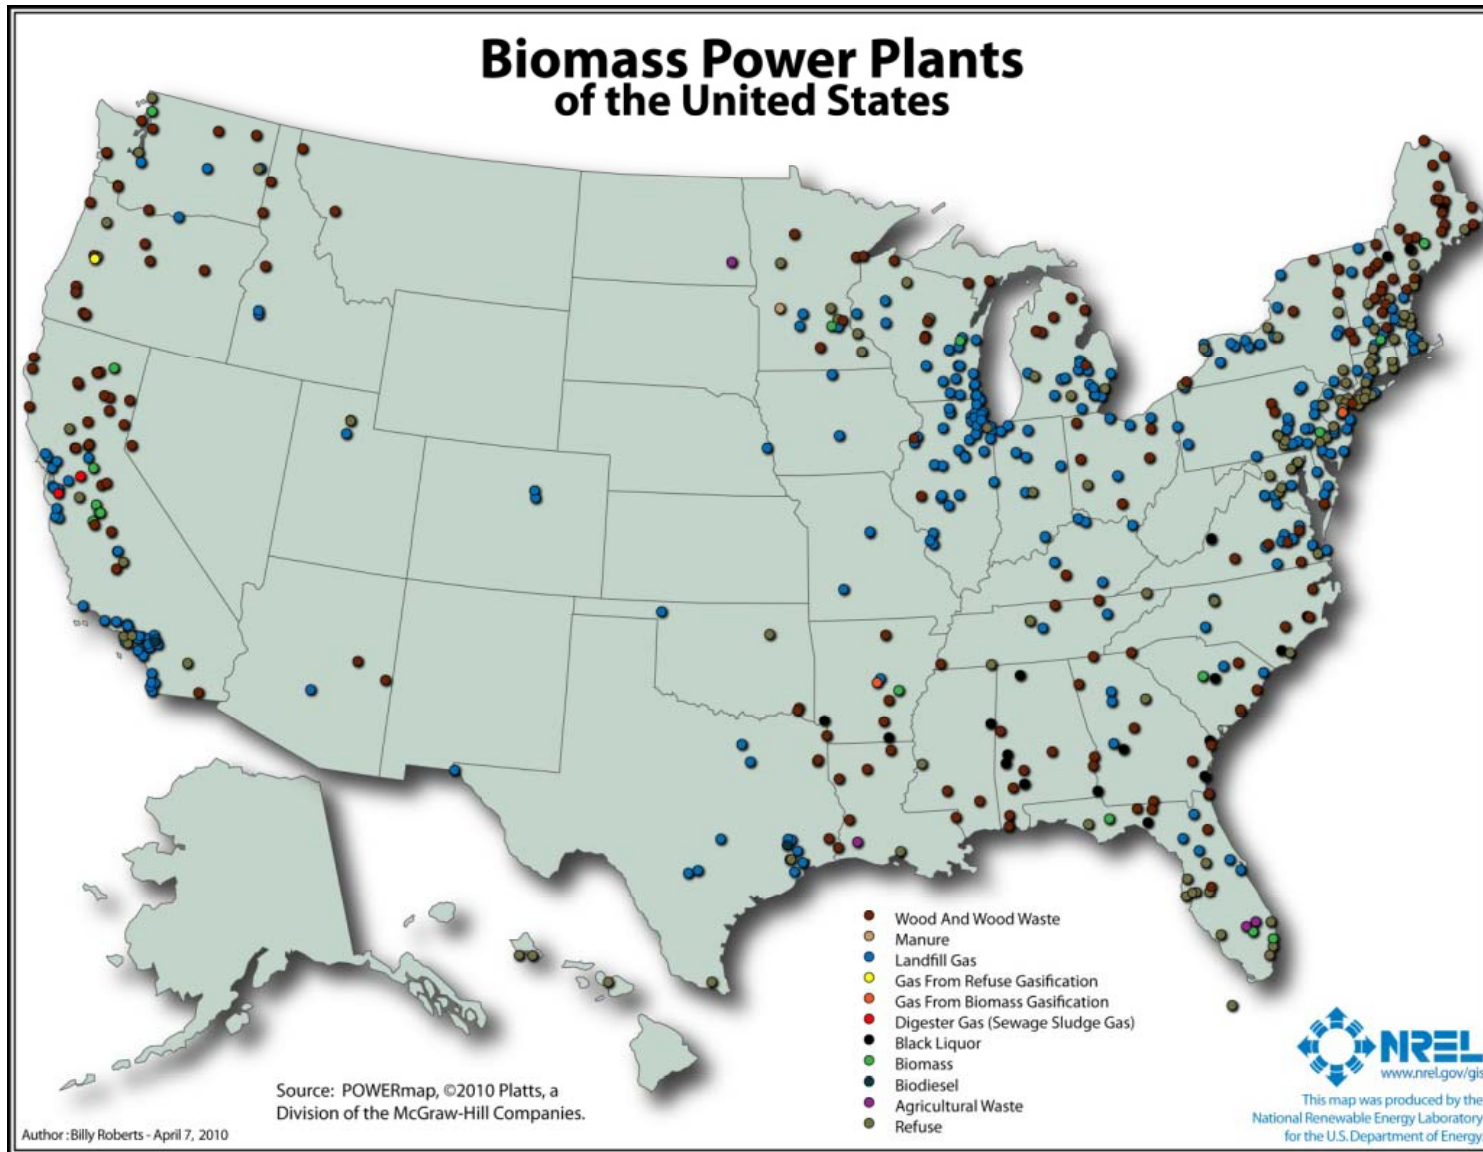 Biomass Power Plants
of the United States
Wood And Wood Waste
Manure
Landfill Gas
Gas From Refuse Gasification
Gas From Biomass Gasification
Digester Gas (Sewage Sludge Gas)
Black Liquor
Biomass
Biodiesel
Agricultural Waste
Refuse
Source: POWERmap, ©2010 Platts, a
Division of the McGraw-Hill Companies.
Author : Billy Roberts - April 7, 2010
NREL
www.nrel.gov/gis
This map was produced by the
National Renewable Energy Laboratory
for the U.S. Department of Energy